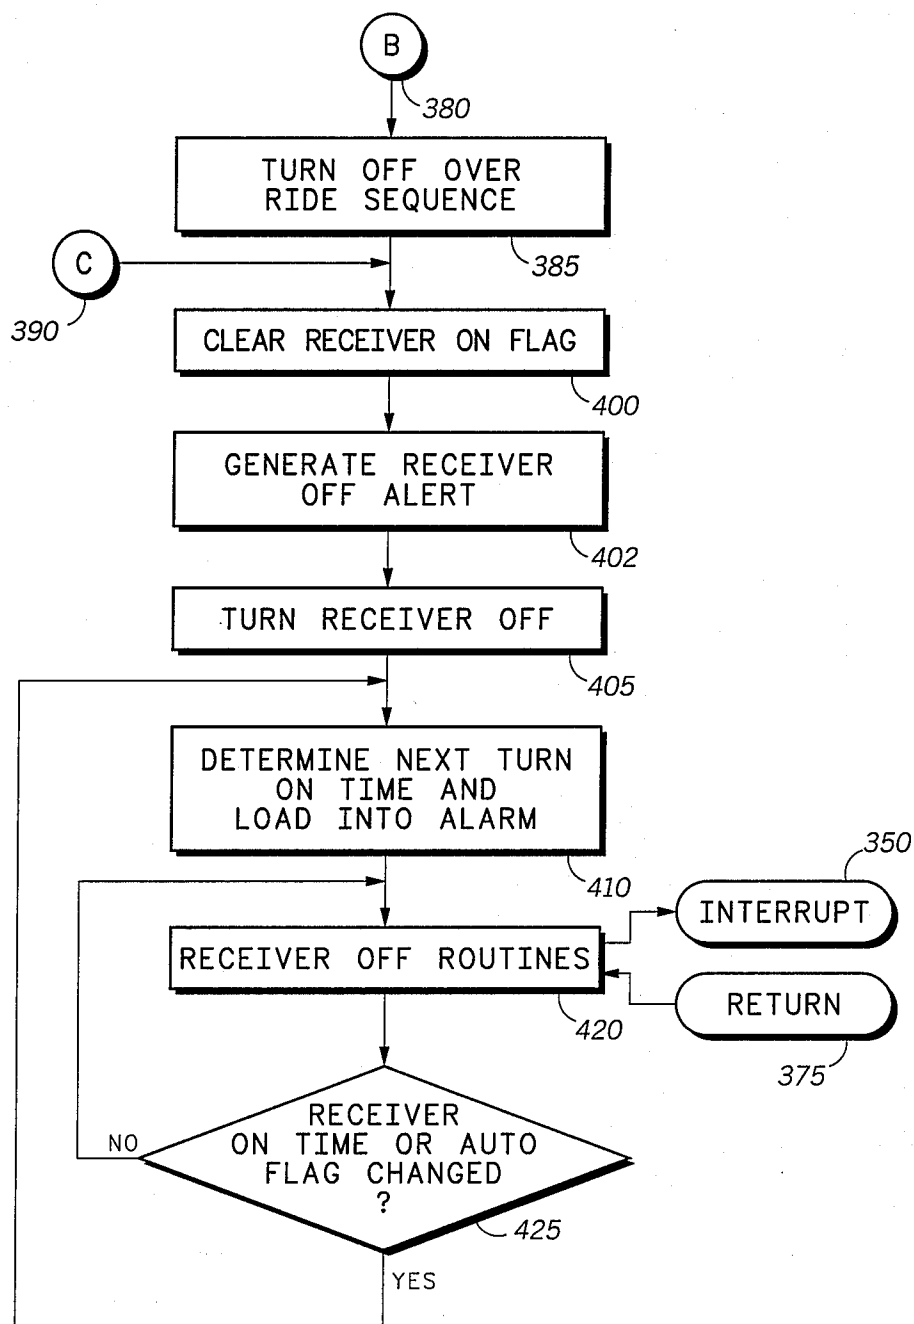 B
380
TURN OFF OVER
RIDE SEQUENCE
385
C
390
CLEAR RECEIVER ON FLAG
400
GENERATE RECEIVER
OFF ALERT
402
TURN RECEIVER OFF
405
DETERMINE NEXT TURN
ON TIME AND
LOAD INTO ALARM
410
350
INTERRUPT
RECEIVER OFF ROUTINES
420
RETURN
375
RECEIVER
ON TIME OR AUTO
FLAG CHANGED
?
NO
425
YES